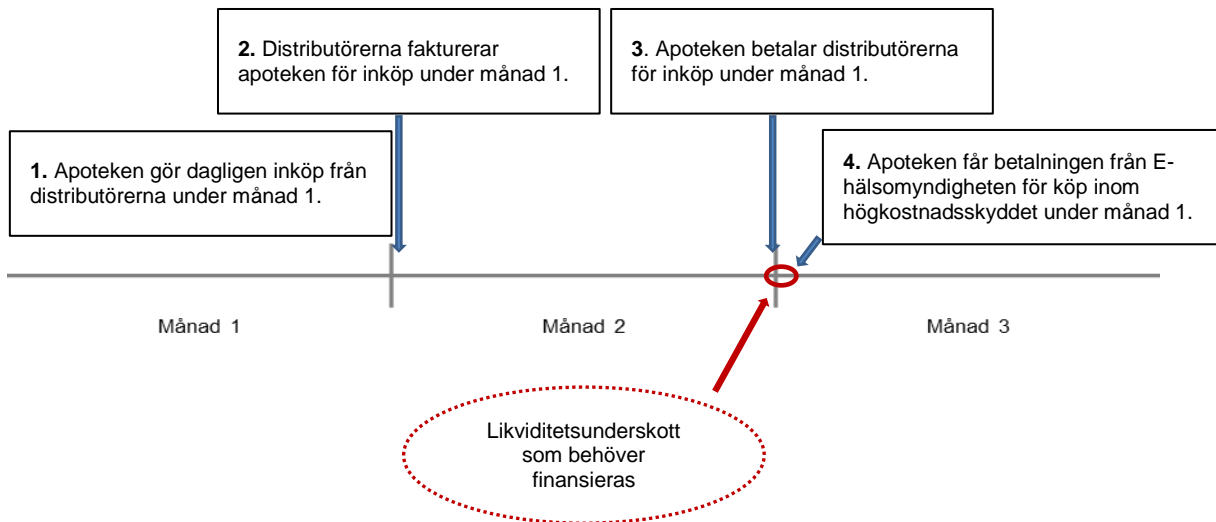 2. Distributörerna fakturerar
apoteken för inköp under månad 1.
3. Apoteken betalar distributörerna
för inköp under månad 1.
1. Apoteken gör dagligen inköp från
distributörerna under månad 1.
4. Apoteken får betalningen från E-
hälsomyndigheten för köp inom
högkostnadsskyddet under månad 1.
Månad 1
Månad 2
Månad 3
Likviditetsunderskott
som behöver
finansieras